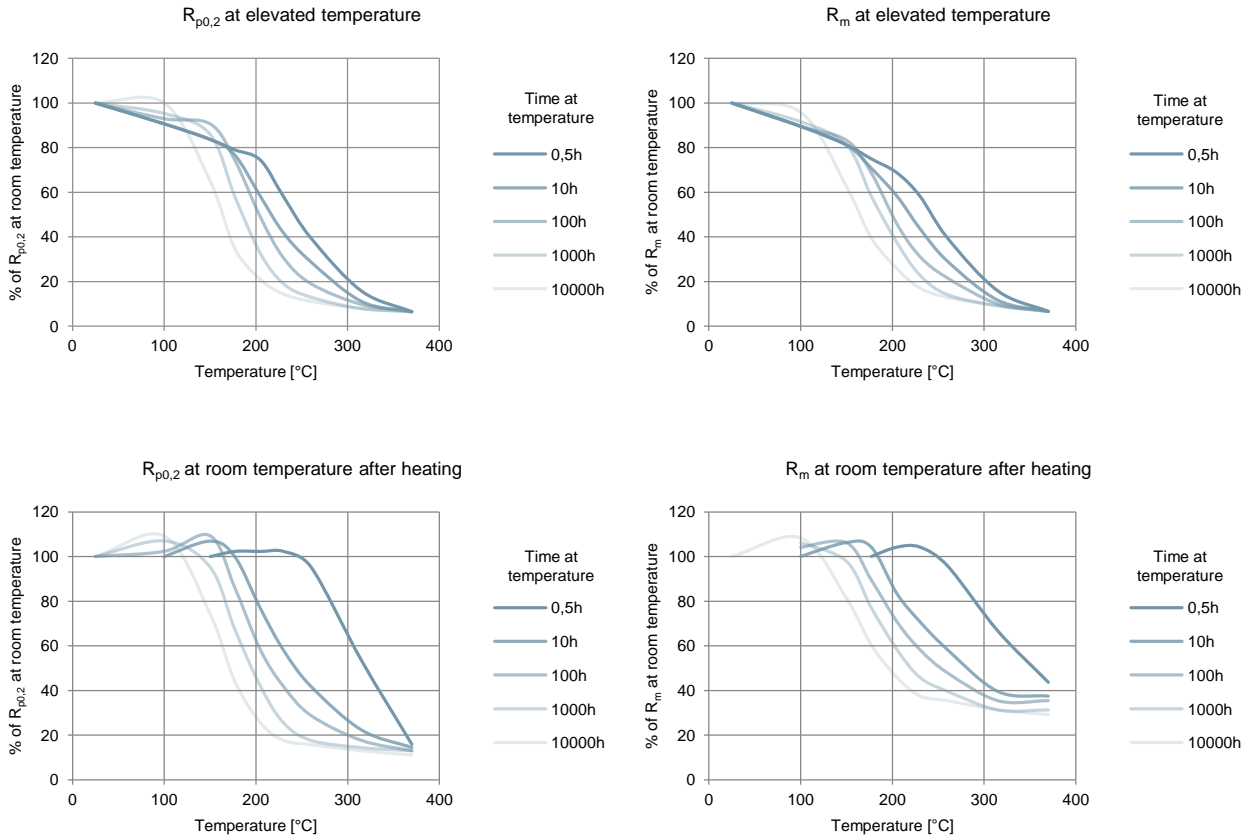 Rp0,2 at elevated temperature
% of Rp0,2 at room temperature
120
100
80
60
40
20
0
0 100 200 300 400
Temperature [°C]
Time at
temperature
0,5h
10h
100h
1000h
10000h
Rm at elevated temperature
% of Rm at room temperature
120
100
80
60
40
20
0
0 100 200 300 400
Temperature [°C]
Time at
temperature
0,5h
10h
100h
1000h
10000h
Rp0,2 at room temperature after heating
% of Rp0,2 at room temperature
120
100
80
60
40
20
0
0 100 200 300 400
Temperature [°C]
Time at
temperature
0,5h
10h
100h
1000h
10000h
Rm at room temperature after heating
% of Rm at room temperature
120
100
80
60
40
20
0
0 100 200 300 400
Temperature [°C]
Time at
temperature
0,5h
10h
100h
1000h
10000h